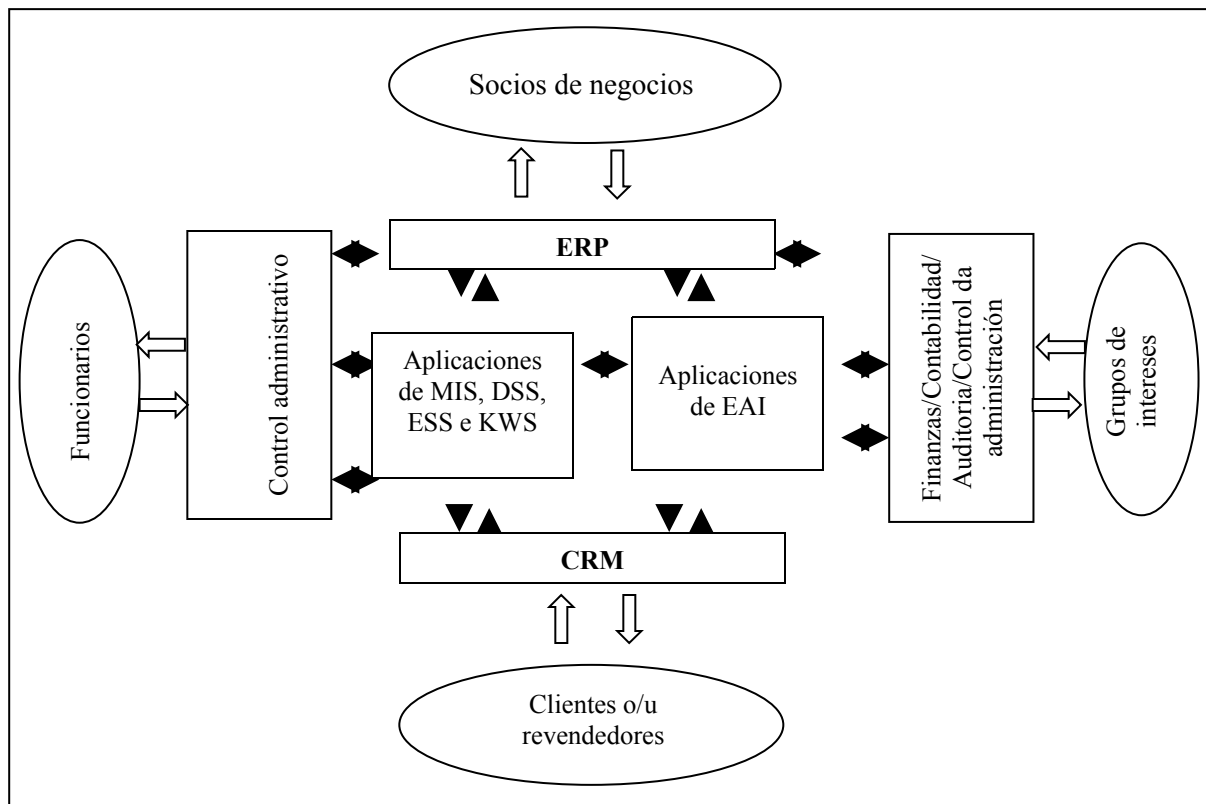 Socios de negocios
ERP
Funcionarios
Control administrativo
Aplicaciones
de MIS, DSS,
ESS e KWS
Aplicaciones
de EAI
Finanzas/Contabilidad/
Auditoria/Control da
administración
Grupos de
intereses
CRM
Clientes o/u
revendedores